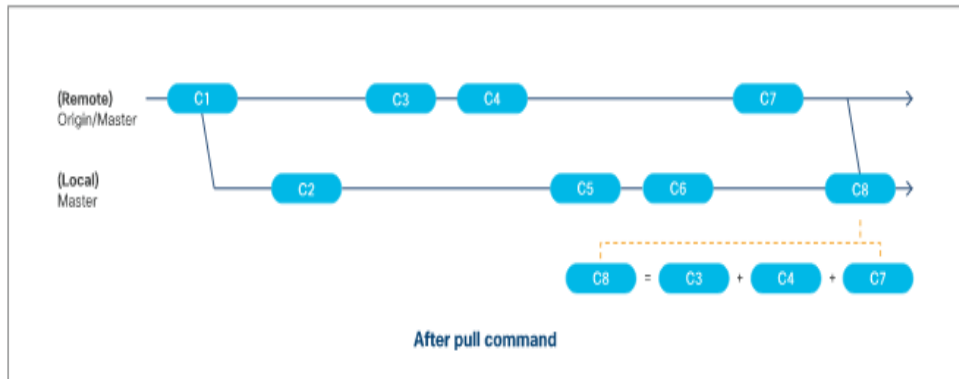 (Remote)
Origin/Master
C1
C3
C4
C7
(Local)
Master
C2
C5
C6
C8
C8 = C3 + C4 + C7
After pull command